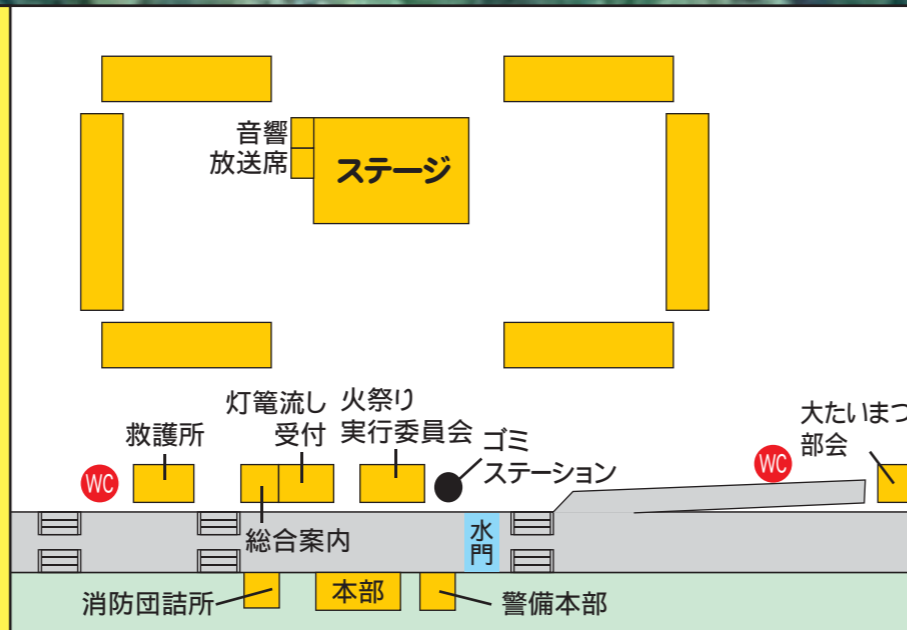 音響
放送席
ステージ
灯篭流し
受付
火祭り
実行委員会
救護所
ゴミ
ステーション
大たいまつ
部会
WC
WC
総合案内
水門
消防団詰所
本部
警備本部